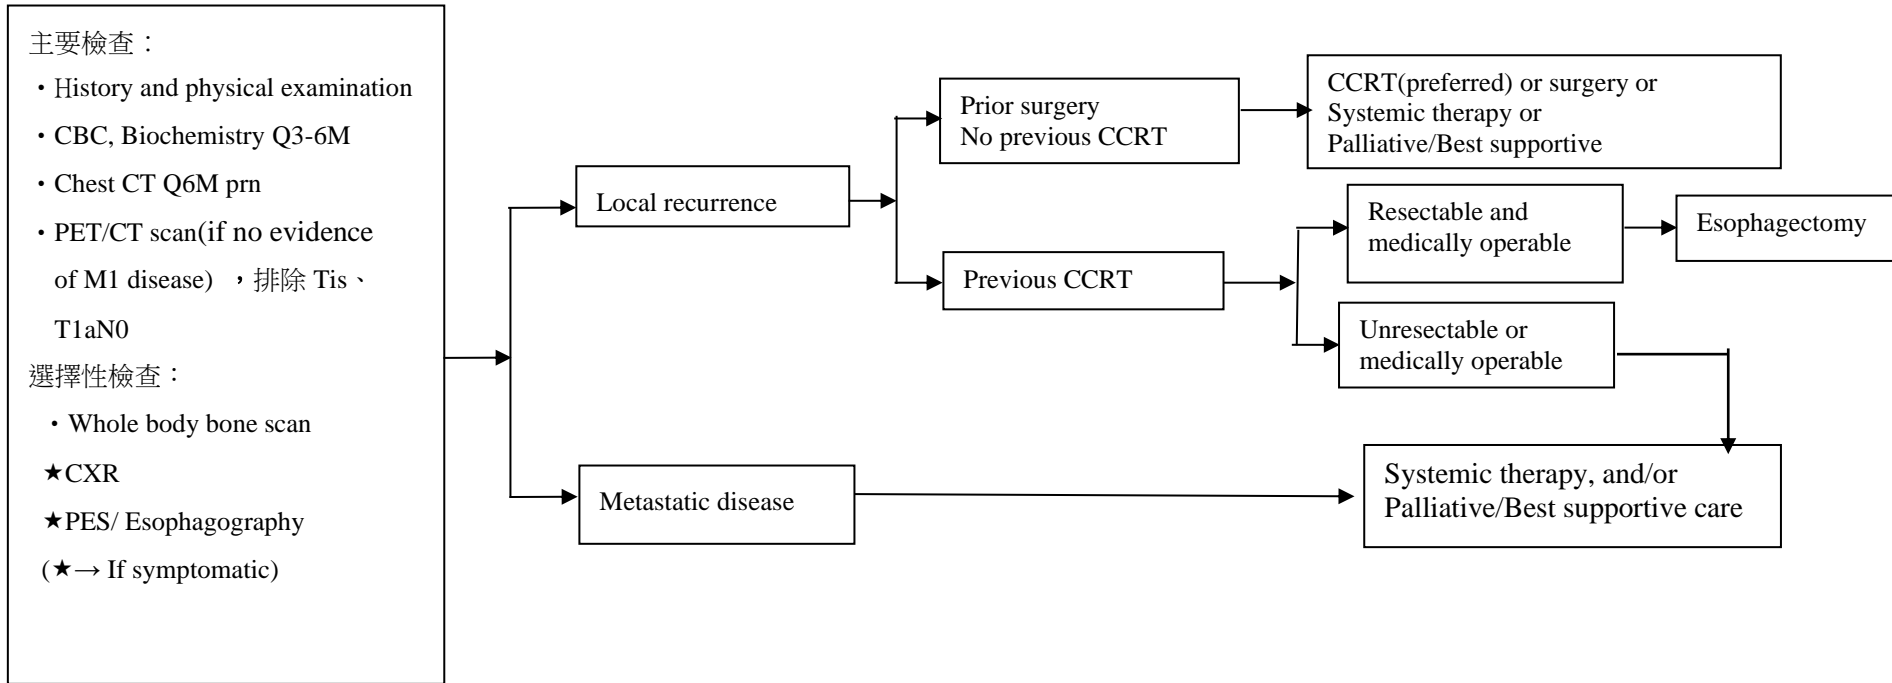 主要檢查：
・History and physical examination
・CBC, Biochemistry Q3-6M
・Chest CT Q6M prn
・PET/CT scan(if no evidence
of M1 disease) ，排除 Tis、
T1aN0
選擇性檢查：
・Whole body bone scan
★CXR
★PES/ Esophagography
(★→ If symptomatic)
Local recurrence
Metastatic disease
Prior surgery
No previous CCRT
Previous CCRT
CCRT(preferred) or surgery or
Systemic therapy or
Palliative/Best supportive
Resectable and
medically operable
Esophagectomy
Unresectable or
medically operable
Systemic therapy, and/or
Palliative/Best supportive care